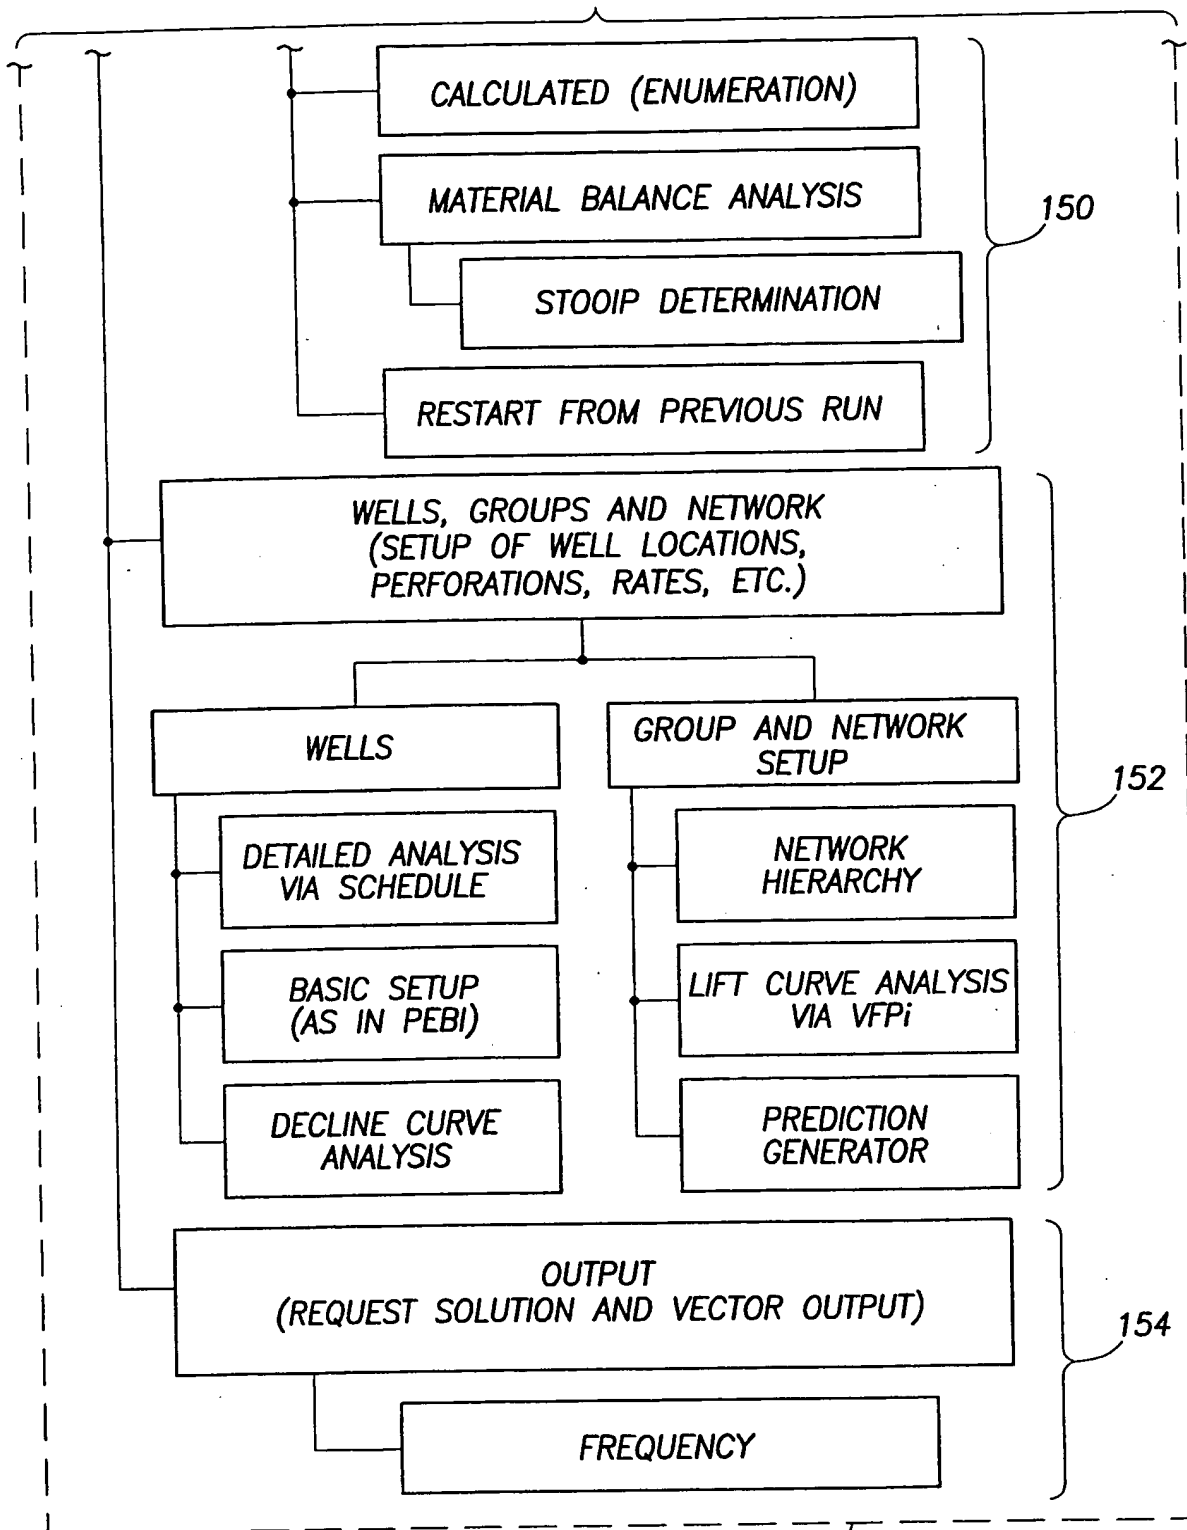 CALCULATED (ENUMERATION)
MATERIAL BALANCE ANALYSIS
150
STOOIP DETERMINATION
RESTART FROM PREVIOUS RUN
WELLS, GROUPS AND NETWORK
(SETUP OF WELL LOCATIONS,
PERFORATIONS, RATES, ETC.)
WELLS
GROUP AND NETWORK
SETUP
152
DETAILED ANALYSIS
VIA SCHEDULE
NETWORK
HIERARCHY
BASIC SETUP
(AS IN PEBI)
LIFT CURVE ANALYSIS
VIA VFPi
DECLINE CURVE
ANALYSIS
PREDICTION
GENERATOR
OUTPUT
(REQUEST SOLUTION AND VECTOR OUTPUT)
154
FREQUENCY